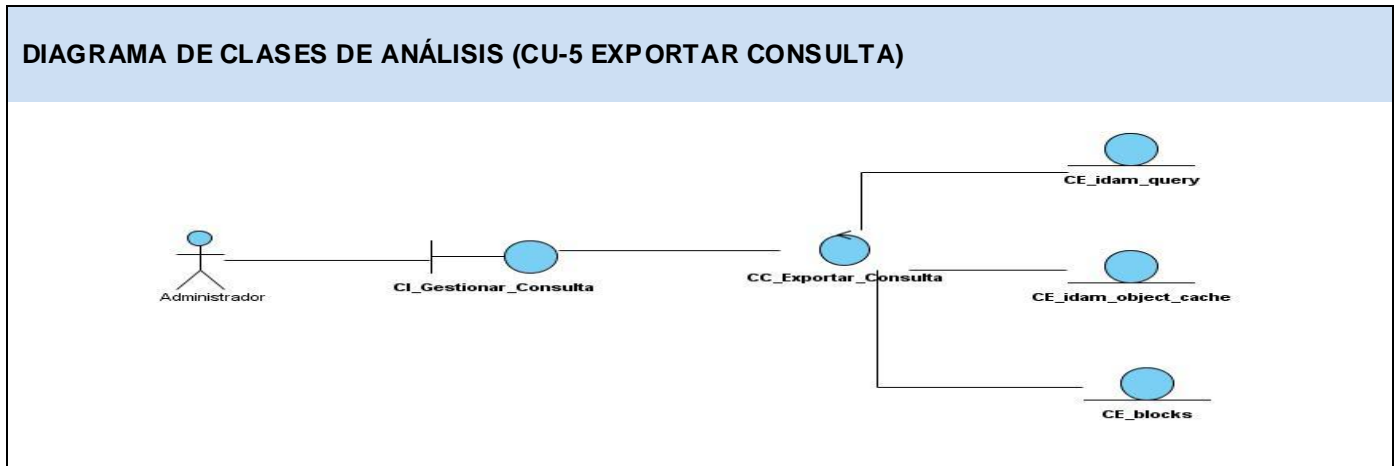 DIAGRAMA DE CLASES DE ANÁLISIS (CU-5 EXPORTAR CONSULTA)
CE_idam_query
Administrador
CI_Gestionar_Consulta
CC_Exportar_Consulta
CE_idam_object_cache
CE_blocks